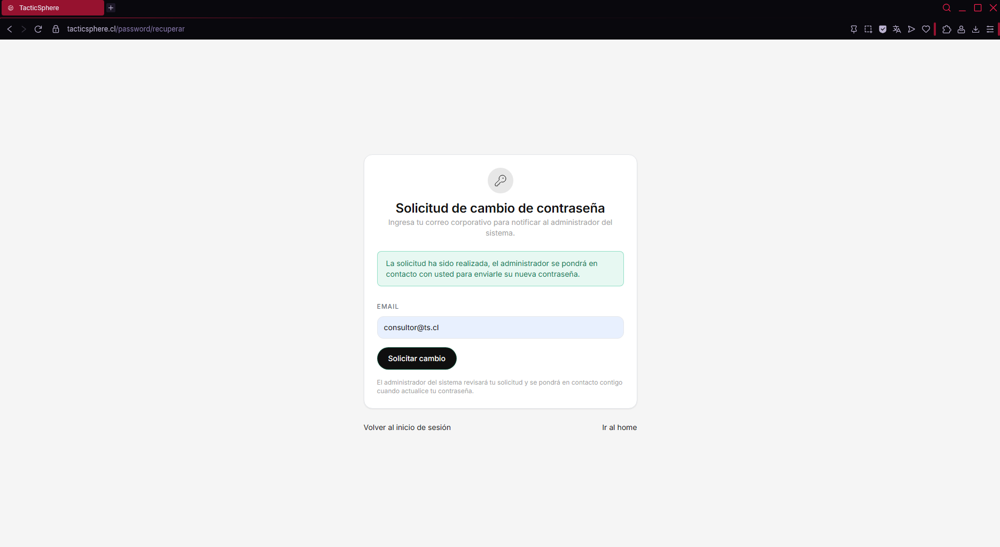 TacticSphere
tacticsphere.cl/password/recuperar
Solicitud de cambio de contraseña
Ingresa tu correo corporativo para notificar al administrador del
sistema.
La solicitud ha sido realizada, el administrador se pondrá en
contacto con usted para enviarle su nueva contraseña.
EMAIL
consultor@ts.cl
Solicitar cambio
El administrador del sistema revisará tu solicitud y se pondrá en contacto contigo
cuando actualice tu contraseña.
Volver al inicio de sesión
Ir al home